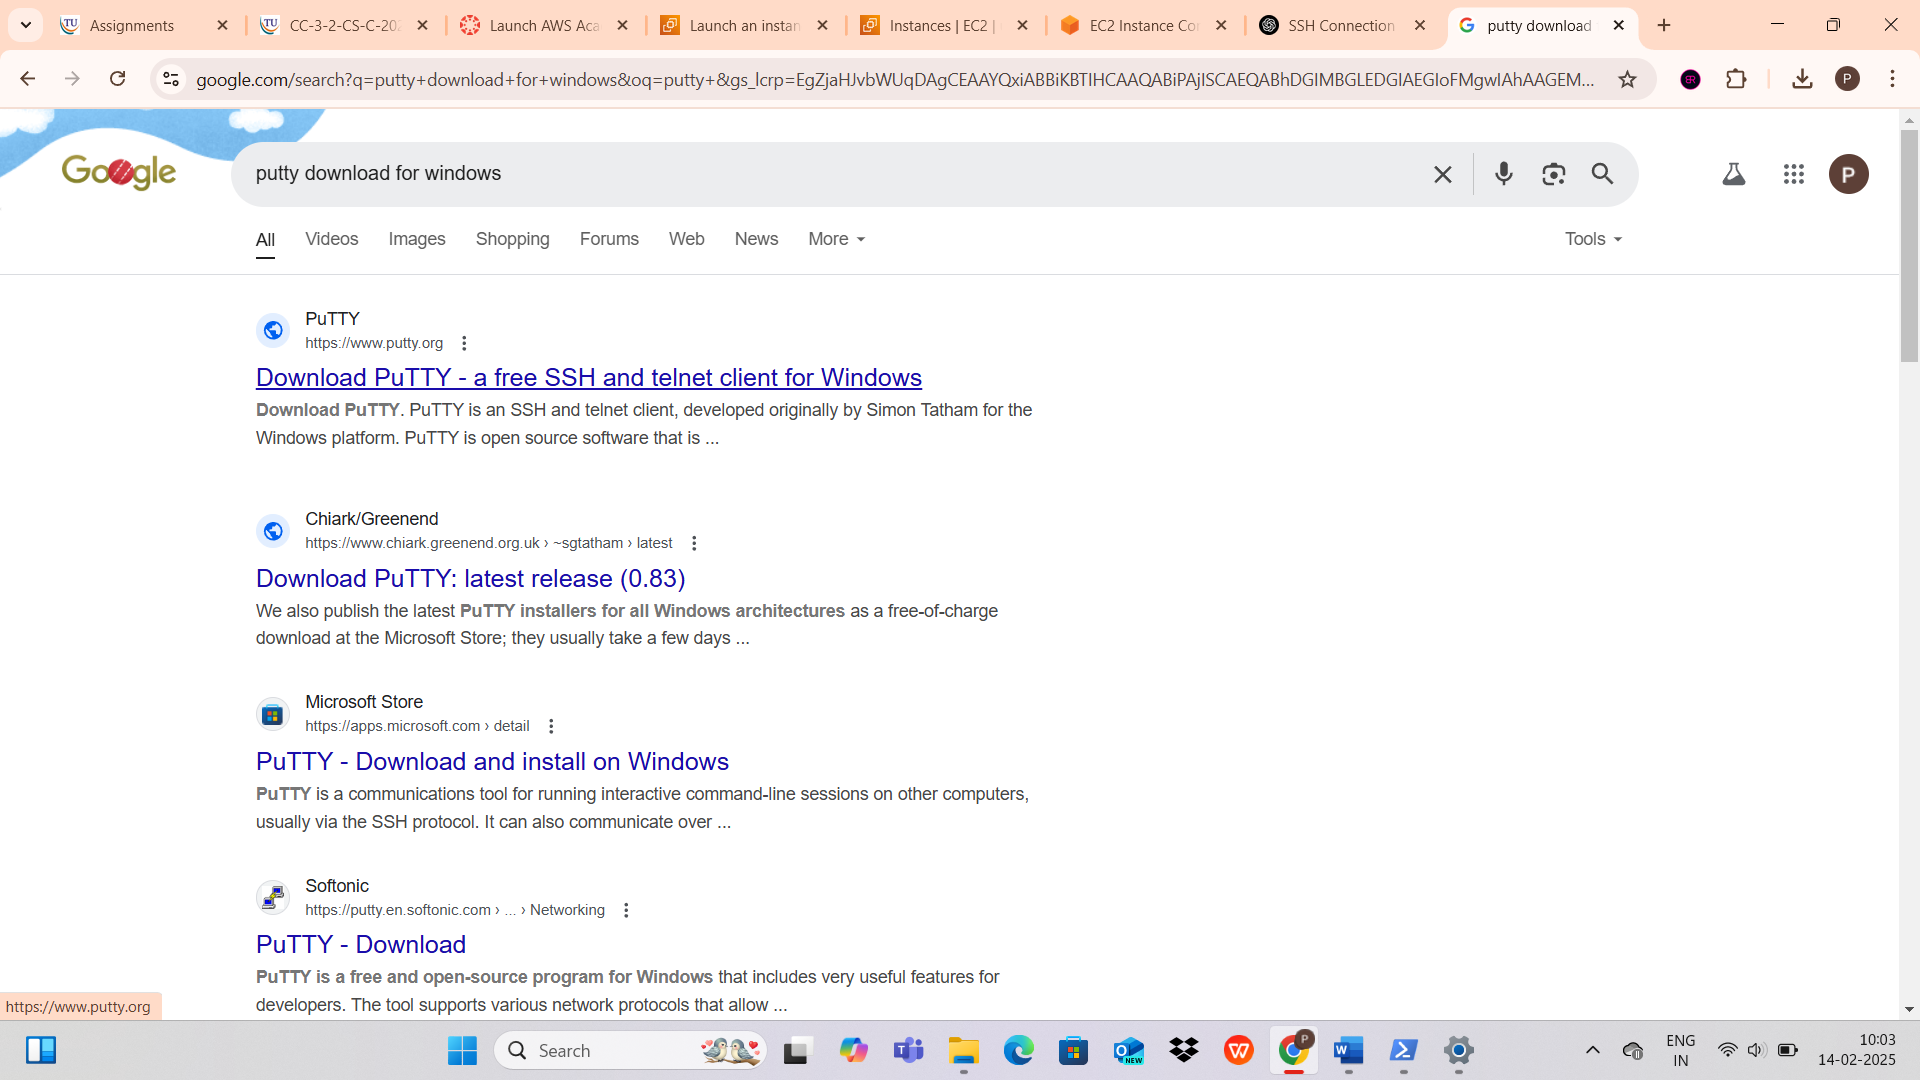 Assignments
CC-3-2-CS-C-202
Launch AWS Aca
Launch an instan
Instances | EC2 |
EC2 Instance Co
SSH Connection
putty download
google.com/search?q=putty+download+for+windows&oq=putty+&gs_lcrp=EgZjaHJvbWUqDAgCEAAYQxiABBiKBTIHCAAQABiPAjISCAEQABhDGIMBGLEDGIAEGIoFMgwIAhAAGEM...
P
Google
putty download for windows
P
All
Videos
Images
Shopping
Forums
Web
News
More
Tools
PuTTY
https://www.putty.org
Download PuTTY - a free SSH and telnet client for Windows
Download PuTTY. PuTTY is an SSH and telnet client, developed originally by Simon Tatham for the
Windows platform. PuTTY is open source software that is ...
Chiark/Greenend
https://www.chiark.greenend.org.uk › ~sgtatham › latest
Download PuTTY: latest release (0.83)
We also publish the latest PuTTY installers for all Windows architectures as a free-of-charge
download at the Microsoft Store; they usually take a few days ...
Microsoft Store
https://apps.microsoft.com › detail
PuTTY - Download and install on Windows
PuTTY is a communications tool for running interactive command-line sessions on other computers,
usually via the SSH protocol. It can also communicate over ...
Softonic
https://putty.en.softonic.com › ... › Networking
PuTTY - Download
PuTTY is a free and open-source program for Windows that includes very useful features for
developers. The tool supports various network protocols that allow ...
https://www.putty.org
Search
ENG
IN
10:03
14-02-2025